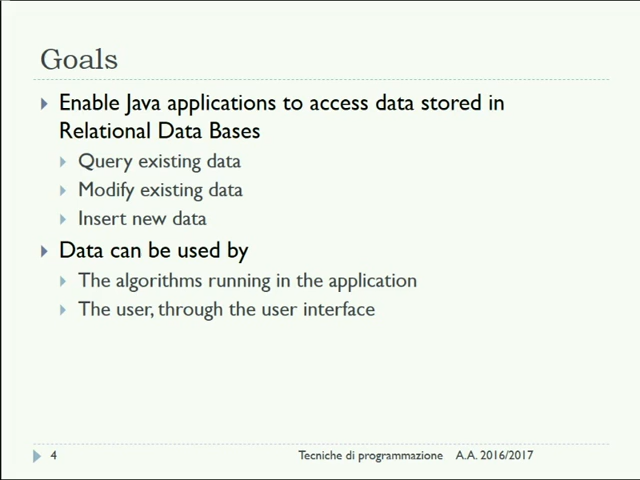 Goals
Enable Java applications to access data stored in
Relational Data Bases
Query existing data
Modify existing data
Insert new data
Data can be used by
The algorithms running in the application
The user, through the user interface
4 Tecniche di programmazione A.A. 2016/2017